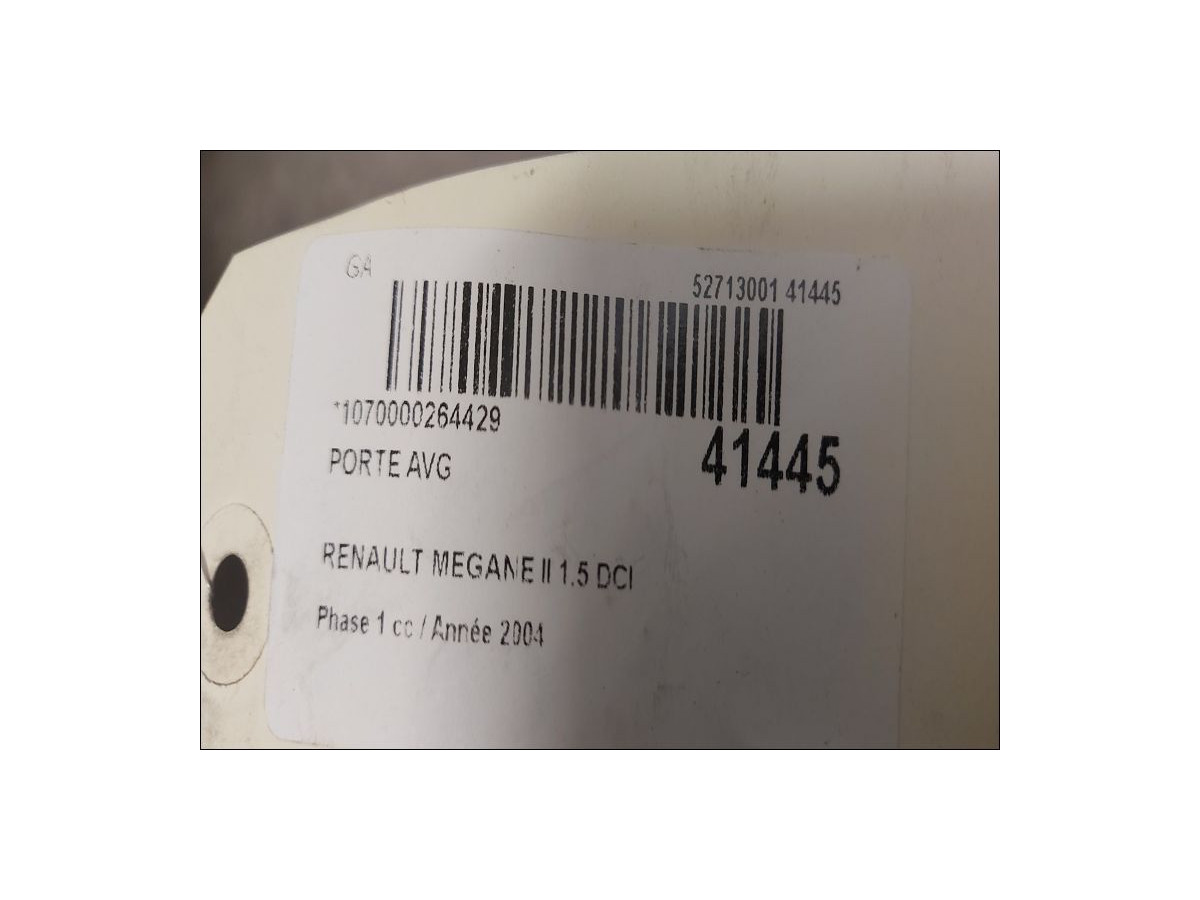 GA
52713001 41445
*1070000264429
41445
PORTE AVG
RENAULT MEGANE II 1.5 DCI
Phase 1 cc / Année 2004